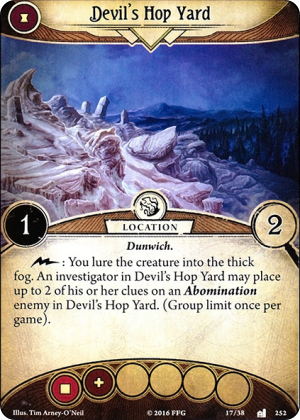 Devil's Hop Yard
1
LOCATION
2
Dunwich.
: You lure the creature into the thick
fog. An investigator in Devil's Hop Yard may place
up to 2 of his or her clues on an Abomination
enemy in Devil's Hop Yard. (Group limit once per
game).
Illus. Tim Arney-O'Neil
© 2016 FFG
17/38
252